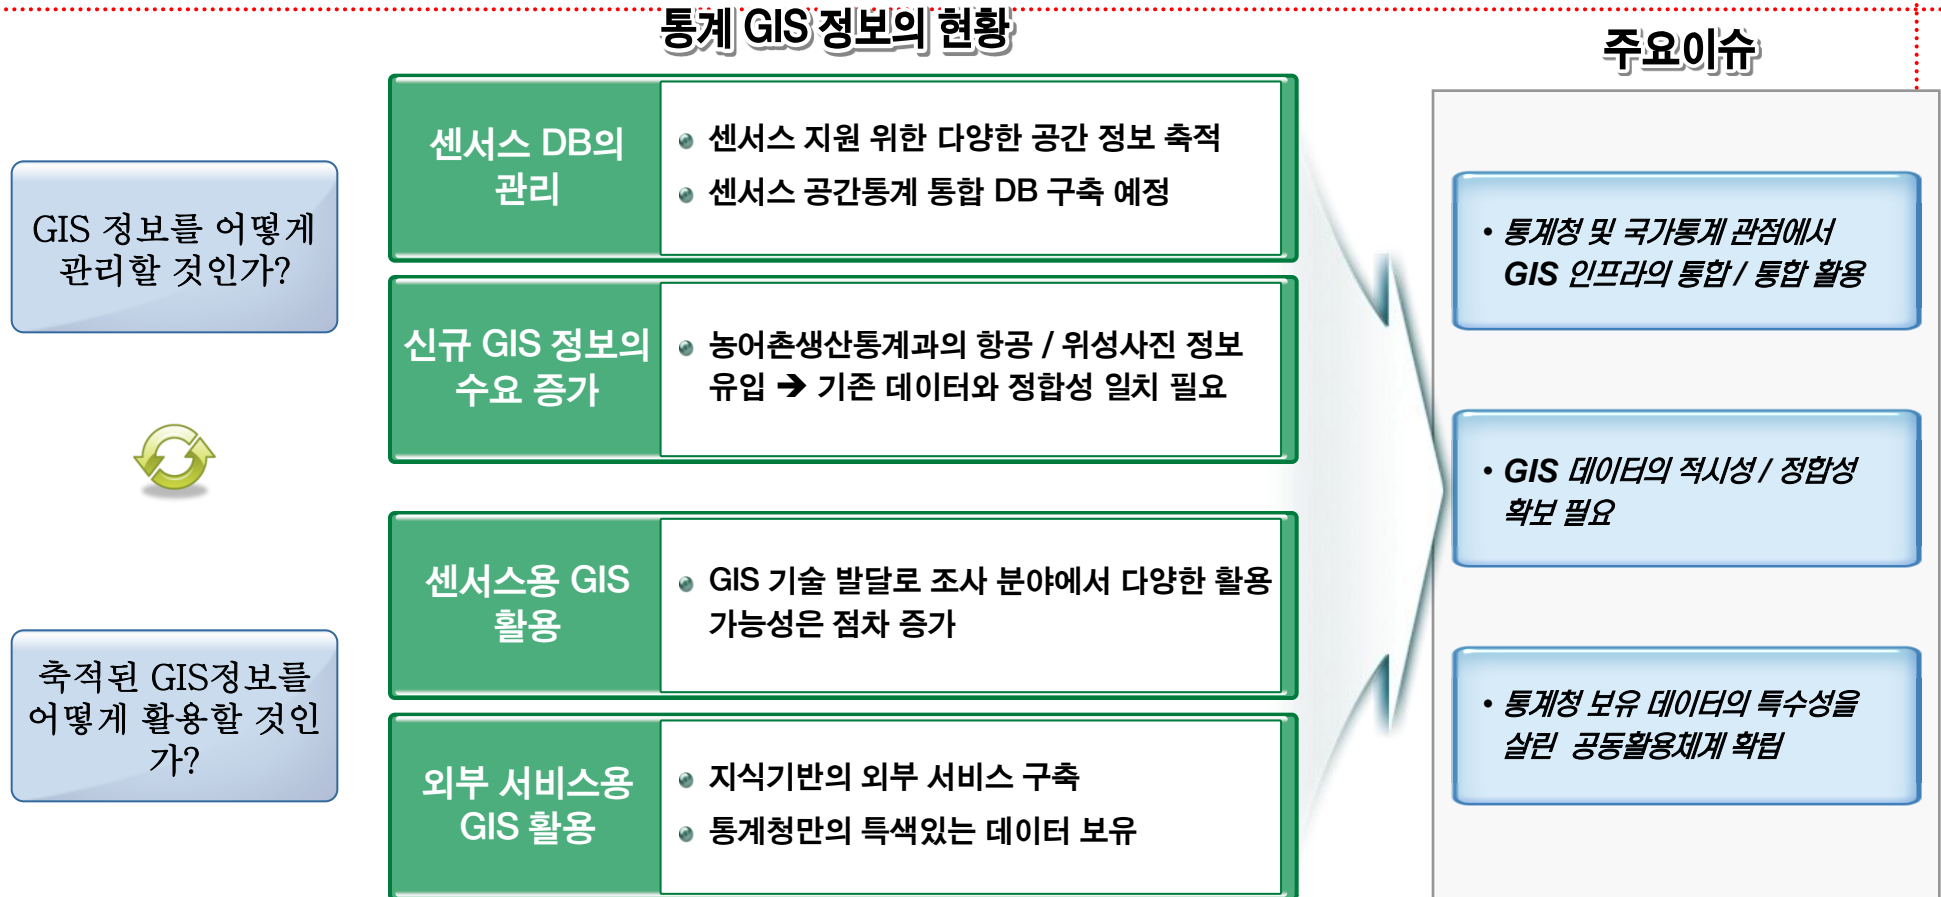 통계 GIS 정보의 현황
주요이슈
GIS 정보를 어떻게
관리할 것인가?
축적된 GIS정보를
어떻게 활용할 것인
가?
센서스 DB의
관리
센서스 지원 위한 다양한 공간 정보 축적
센서스 공간통계 통합 DB 구축 예정
신규 GIS 정보의
수요 증가
농어촌생산통계과의 항공 / 위성사진 정보
유입 ➔ 기존 데이터와 정합성 일치 필요
센서스용 GIS
활용
GIS 기술 발달로 조사 분야에서 다양한 활용
가능성은 점차 증가
외부 서비스용
GIS 활용
지식기반의 외부 서비스 구축
통계청만의 특색있는 데이터 보유
• 통계청 및 국가통계 관점에서
GIS 인프라의 통합 / 통합 활용
• GIS 데이터의 적시성 / 정합성
확보 필요
• 통계청 보유 데이터의 특수성을
살린 공동활용체계 확립